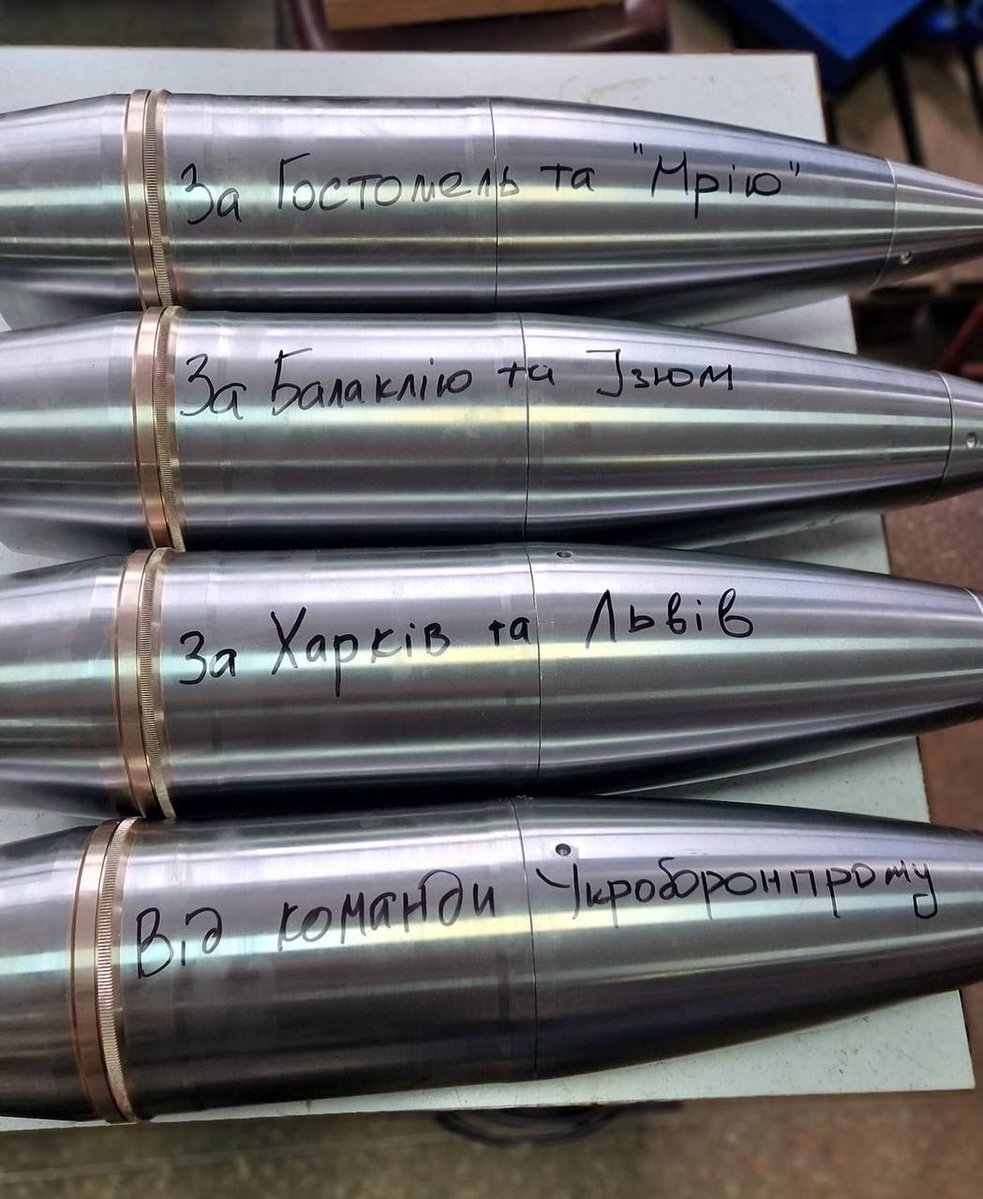 За Гостомель та "Мрію"
За Балаклію та Ізюм
За Харків та Львів
Від команди Укроборонпрому